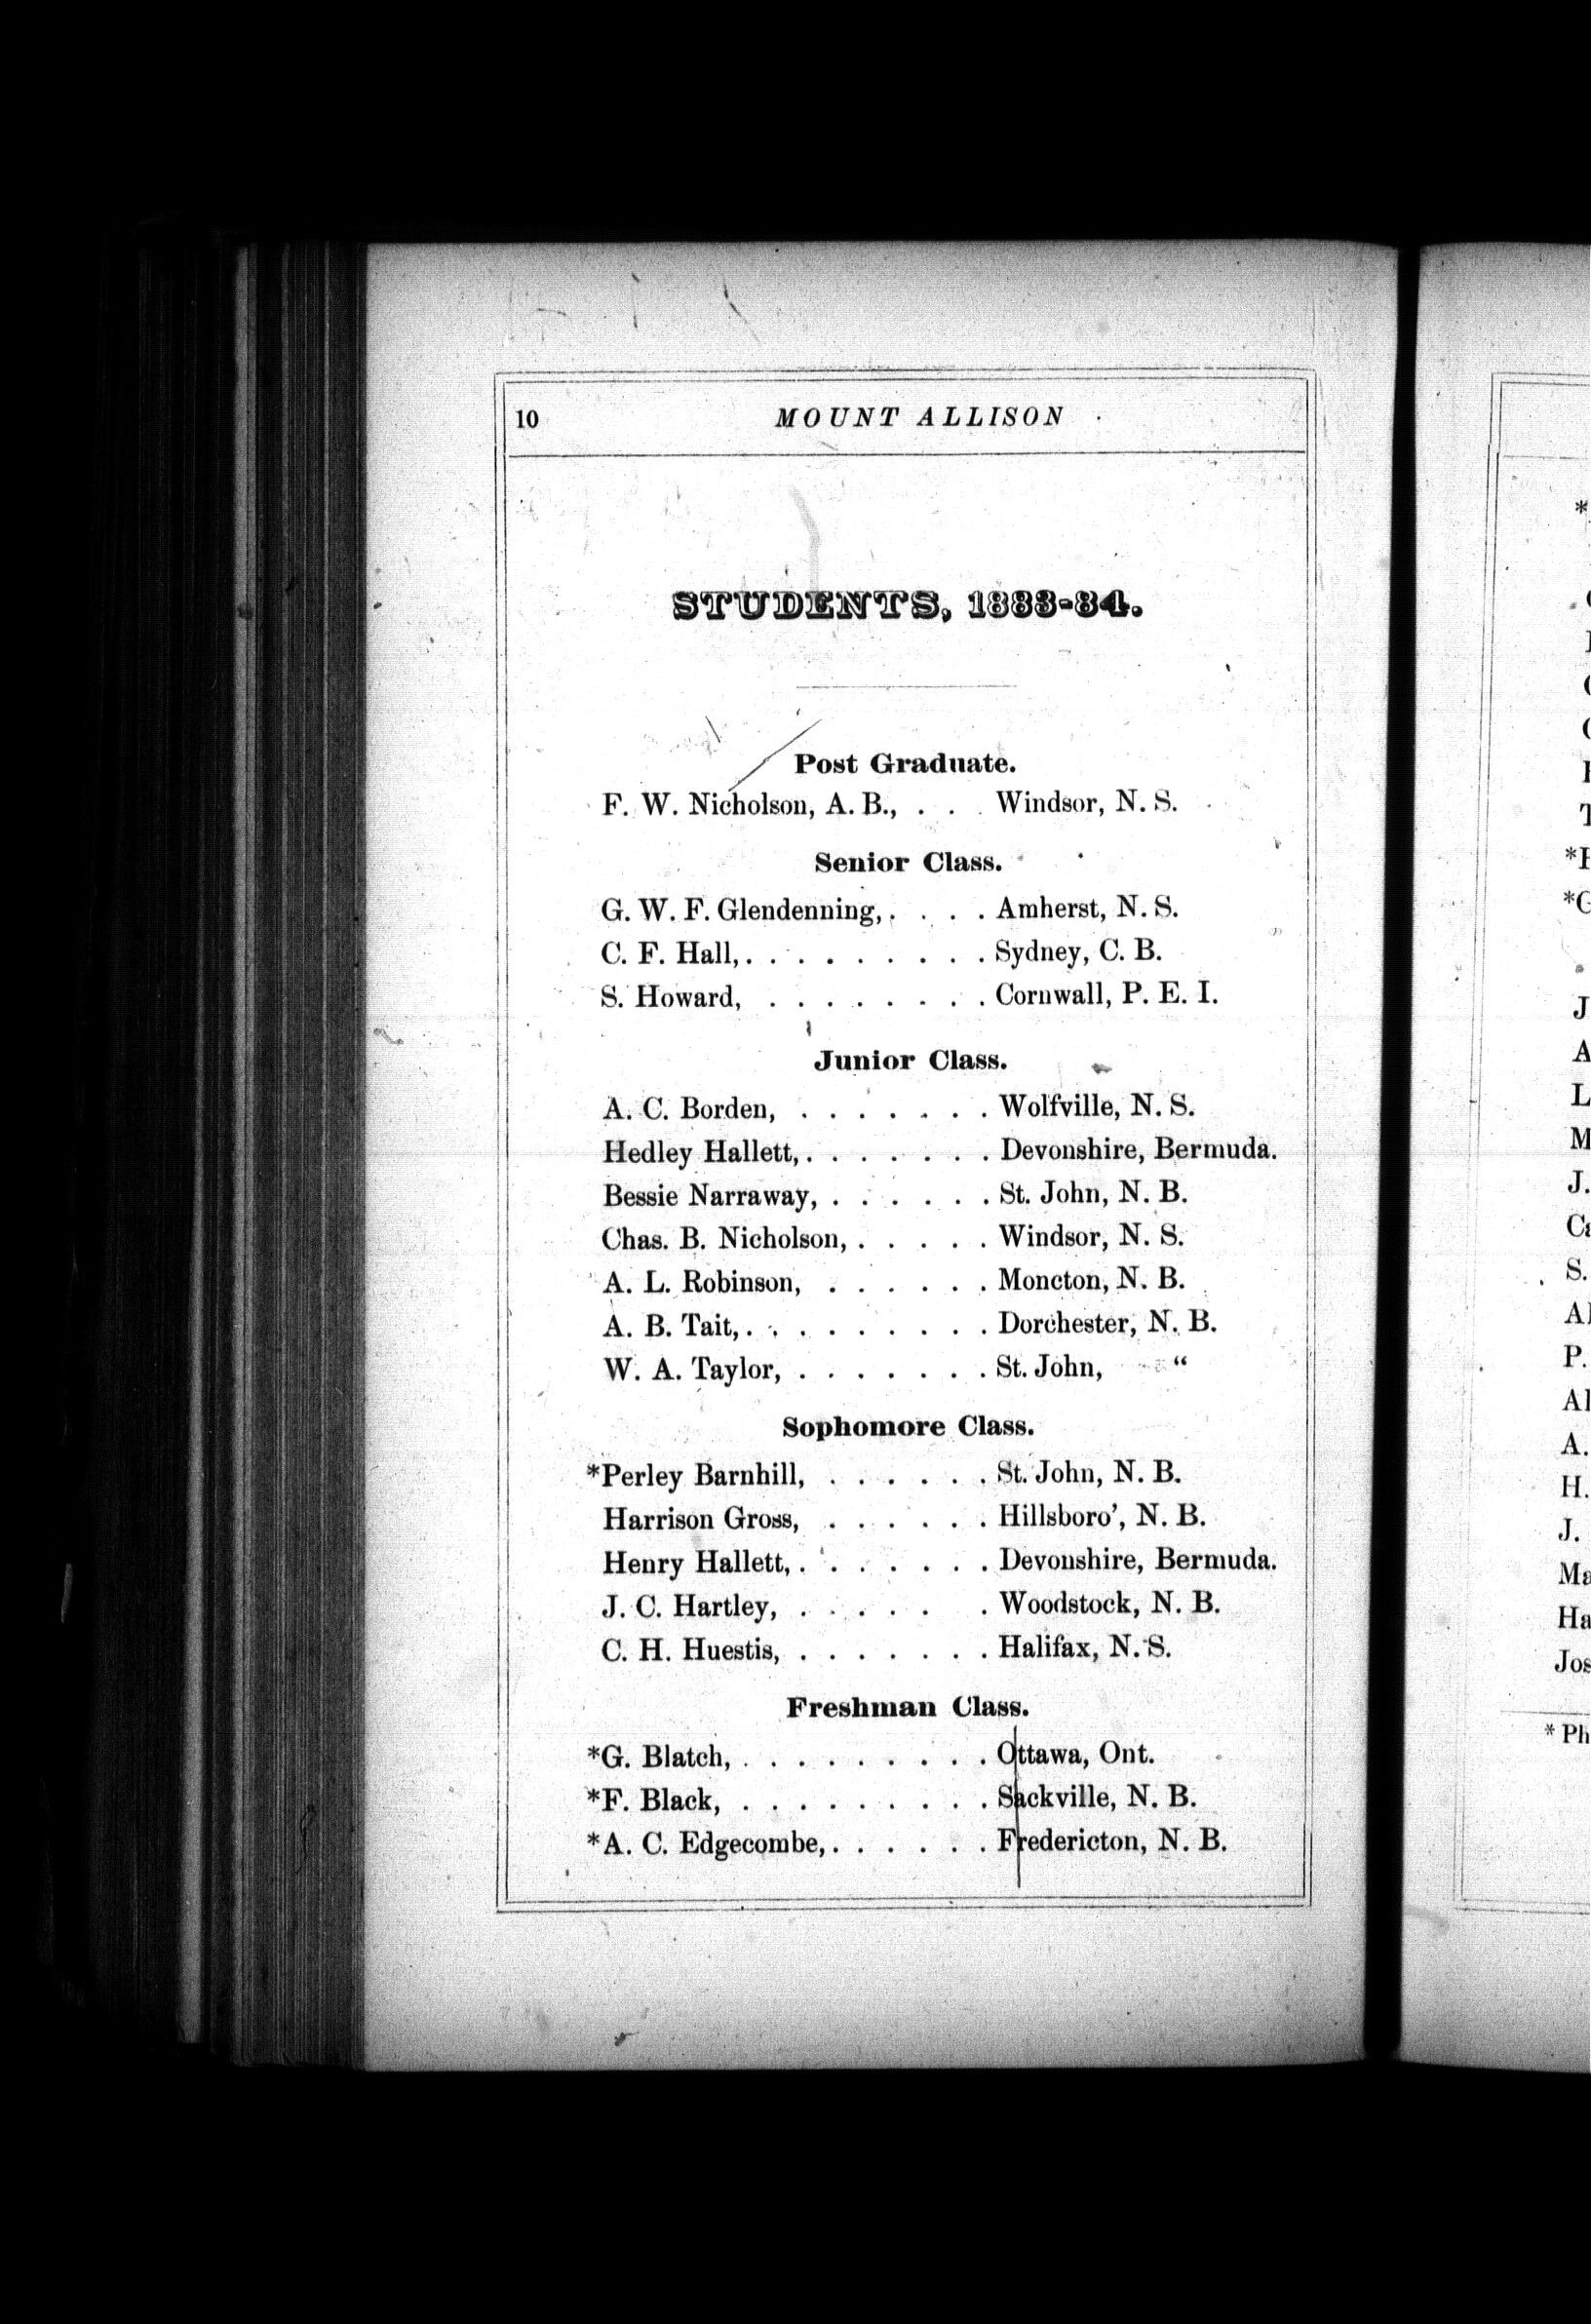 10
MOUNT ALLISON
STUDENTS, 1883-84.
Post Graduate.
F. W. Nicholson, A. B., . . . Windsor, N. S.
Senior Class.
G. W. F. Glendenning, . . . . Amherst, N. S.
C. F. Hall, . . . . . . . . . Sydney, C. B.
S. Howard, . . . . . . . . Cornwall, P. E. I.
Junior Class.
A. C. Borden, . . . . . . . Wolfville, N. S.
Hedley Hallett, . . . . . . . Devonshire, Bermuda.
Bessie Narraway, . . . . . . St. John, N. B.
Chas. B. Nicholson, . . . . . Windsor, N. S.
A. L. Robinson, . . . . . . Moncton, N. B.
A. B. Tait, . . . . . . . . . Dorchester, N. B.
W. A. Taylor, . . . . . . . St. John, “
Sophomore Class.
*Perley Barnhill, . . . . . . St. John, N. B.
Harrison Gross, . . . . . . Hillsboro’, N. B.
Henry Hallett, . . . . . . . Devonshire, Bermuda.
J. C. Hartley, . . . . . . Woodstock, N. B.
C. H. Huestis, . . . . . . . Halifax, N. S.
Freshman Class.
*G. Blatch, . . . . . . . . . Ottawa, Ont.
*F. Black, . . . . . . . . . Sackville, N. B.
*A. C. Edgecombe, . . . . . . Fredericton, N. B.